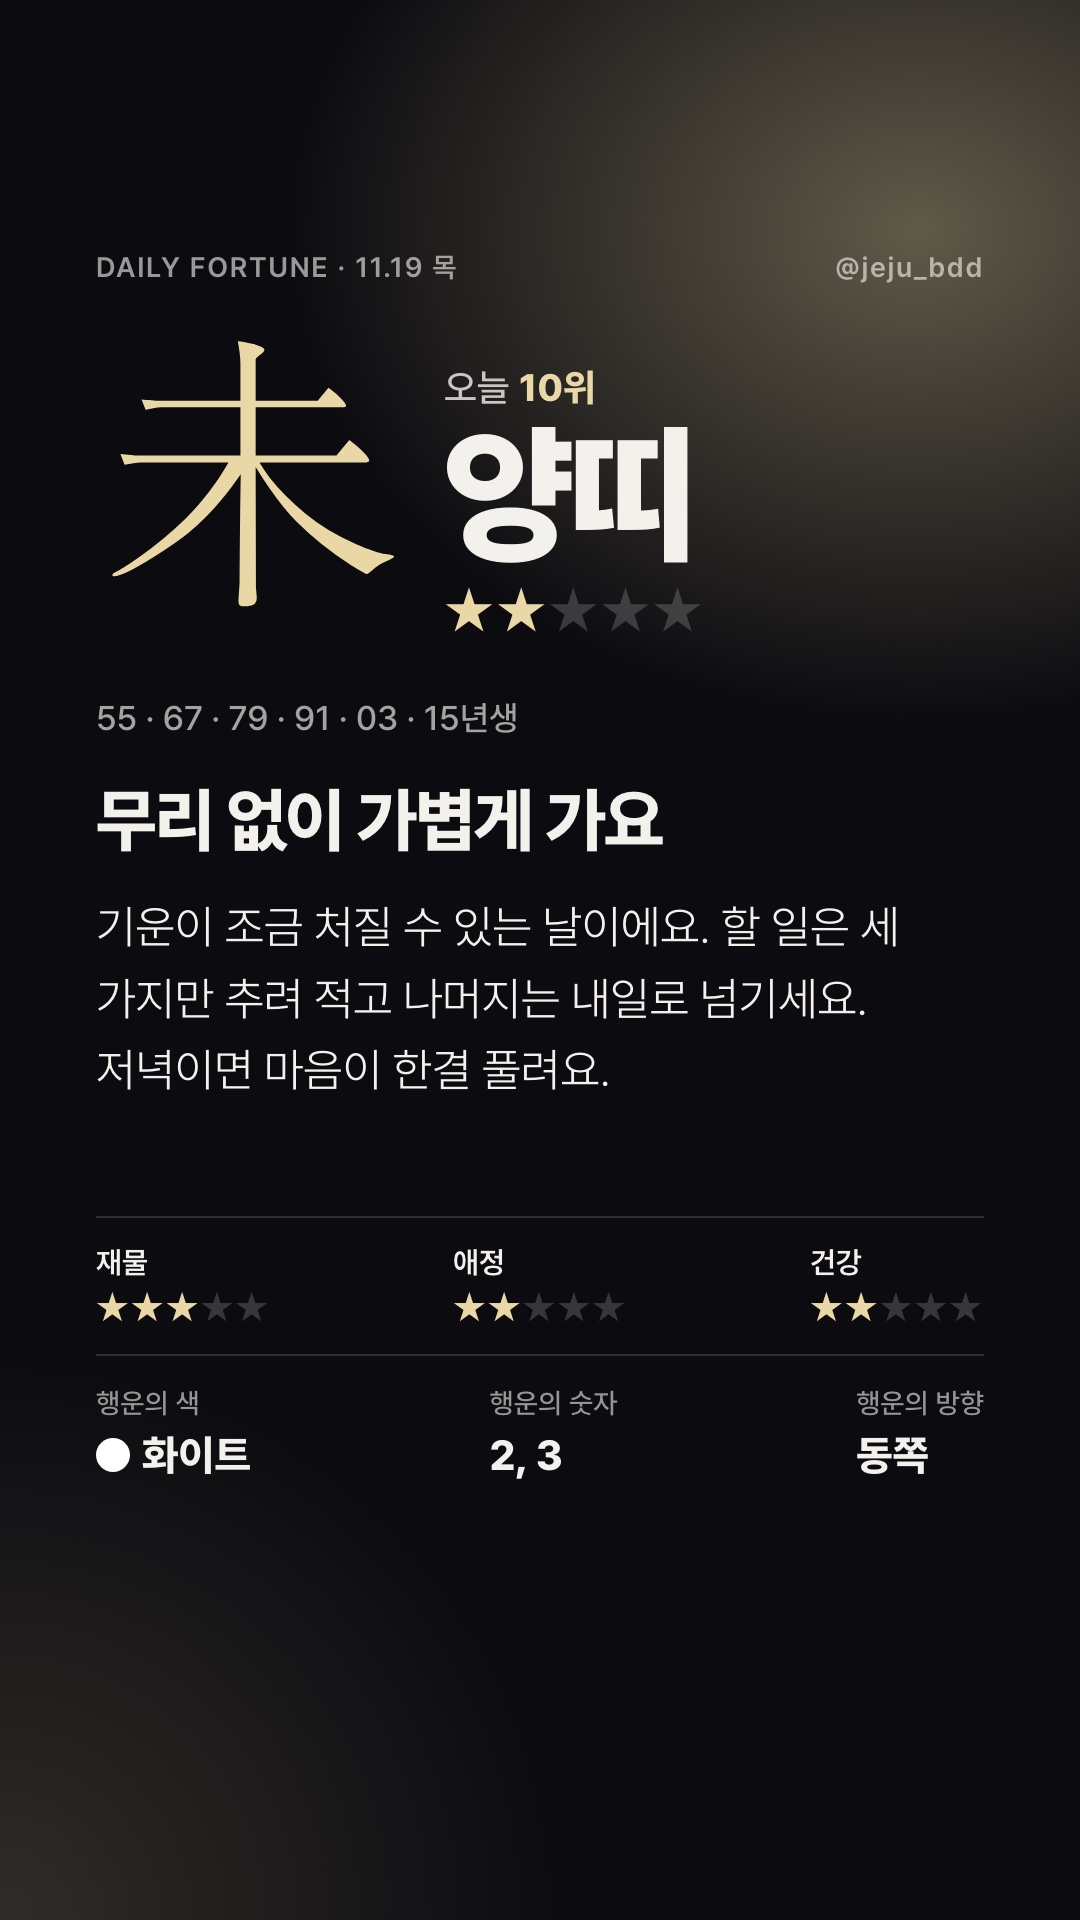 DAILY FORTUNE · 11.19 목
@jeju_bdd
未
오늘 10위
양띠
★★★★★
55 · 67 · 79 · 91 · 03 · 15년생
무리 없이 가볍게 가요
기운이 조금 처질 수 있는 날이에요. 할 일은 세
가지만 추려 적고 나머지는 내일로 넘기세요.
저녁이면 마음이 한결 풀려요.
재물 애정 건강
★★★★★ ★★★★★ ★★★★★
행운의 색 행운의 숫자 행운의 방향
화이트 2, 3 동쪽